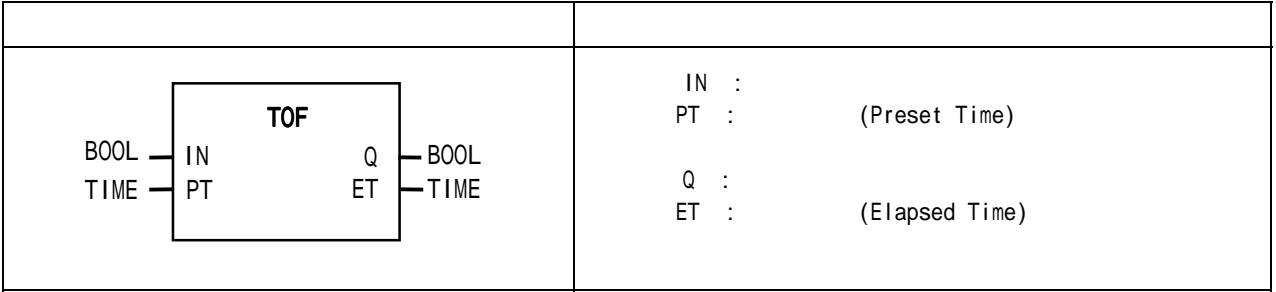 TOF
BOOL IN Q BOOL
TIME PT ET TIME
IN :
PT : (Preset Time)
Q :
ET : (Elapsed Time)